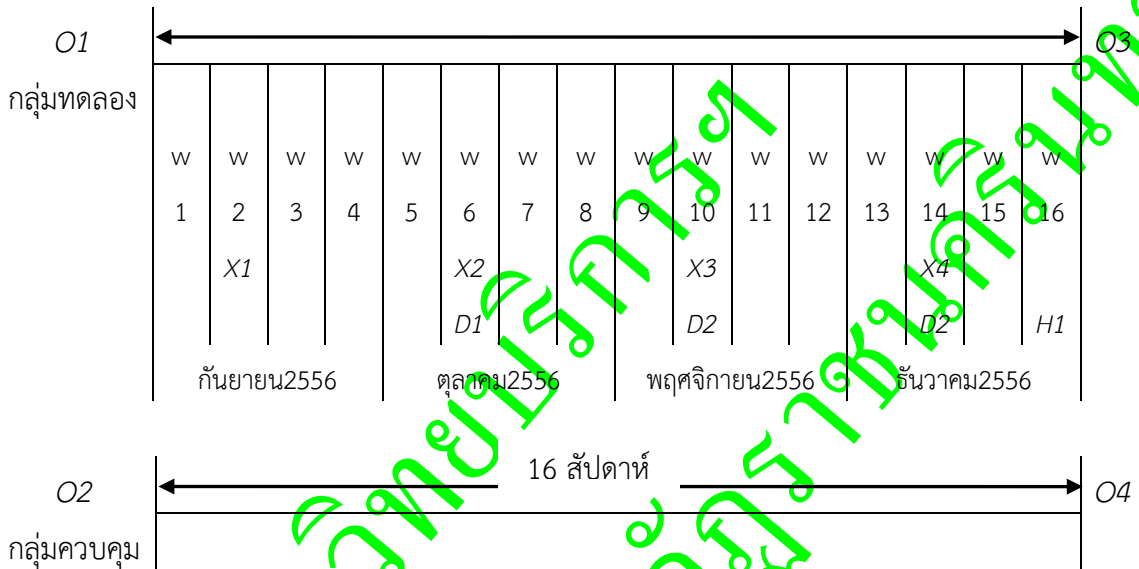 O1 O3
กลุ่มทดลอง
w w w w w w w w w w w w w w w w
1 2 3 4 5 6 7 8 9 10 11 12 13 14 15 16
X1 X2 X3 X4
D1 D2 D2 H1
กันยายน2556 ตุลาคม2556 พฤศจิกายน2556 ธันวาคม2556
16 สัปดาห์
O2 O4
กลุ่มควบคุม